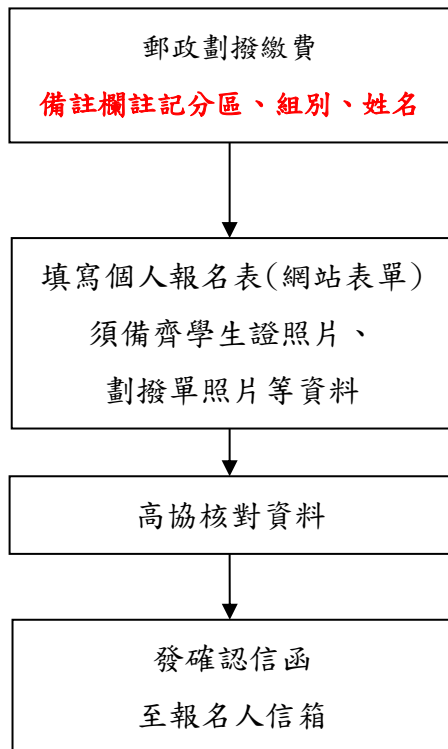 郵政劃撥繳費
備註欄註記分區、組別、姓名
填寫個人報名表(網站表單)
須備齊學生證照片、
劃撥單照片等資料
高協核對資料
發確認信函
至報名人信箱